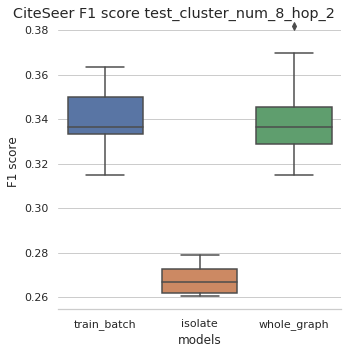 CiteSeer F1 score test_cluster_num_8_hop_2
0.38
0.36
0.34
0.32
0.30
0.28
0.26
F1 score
train_batch
isolate
whole_graph
models